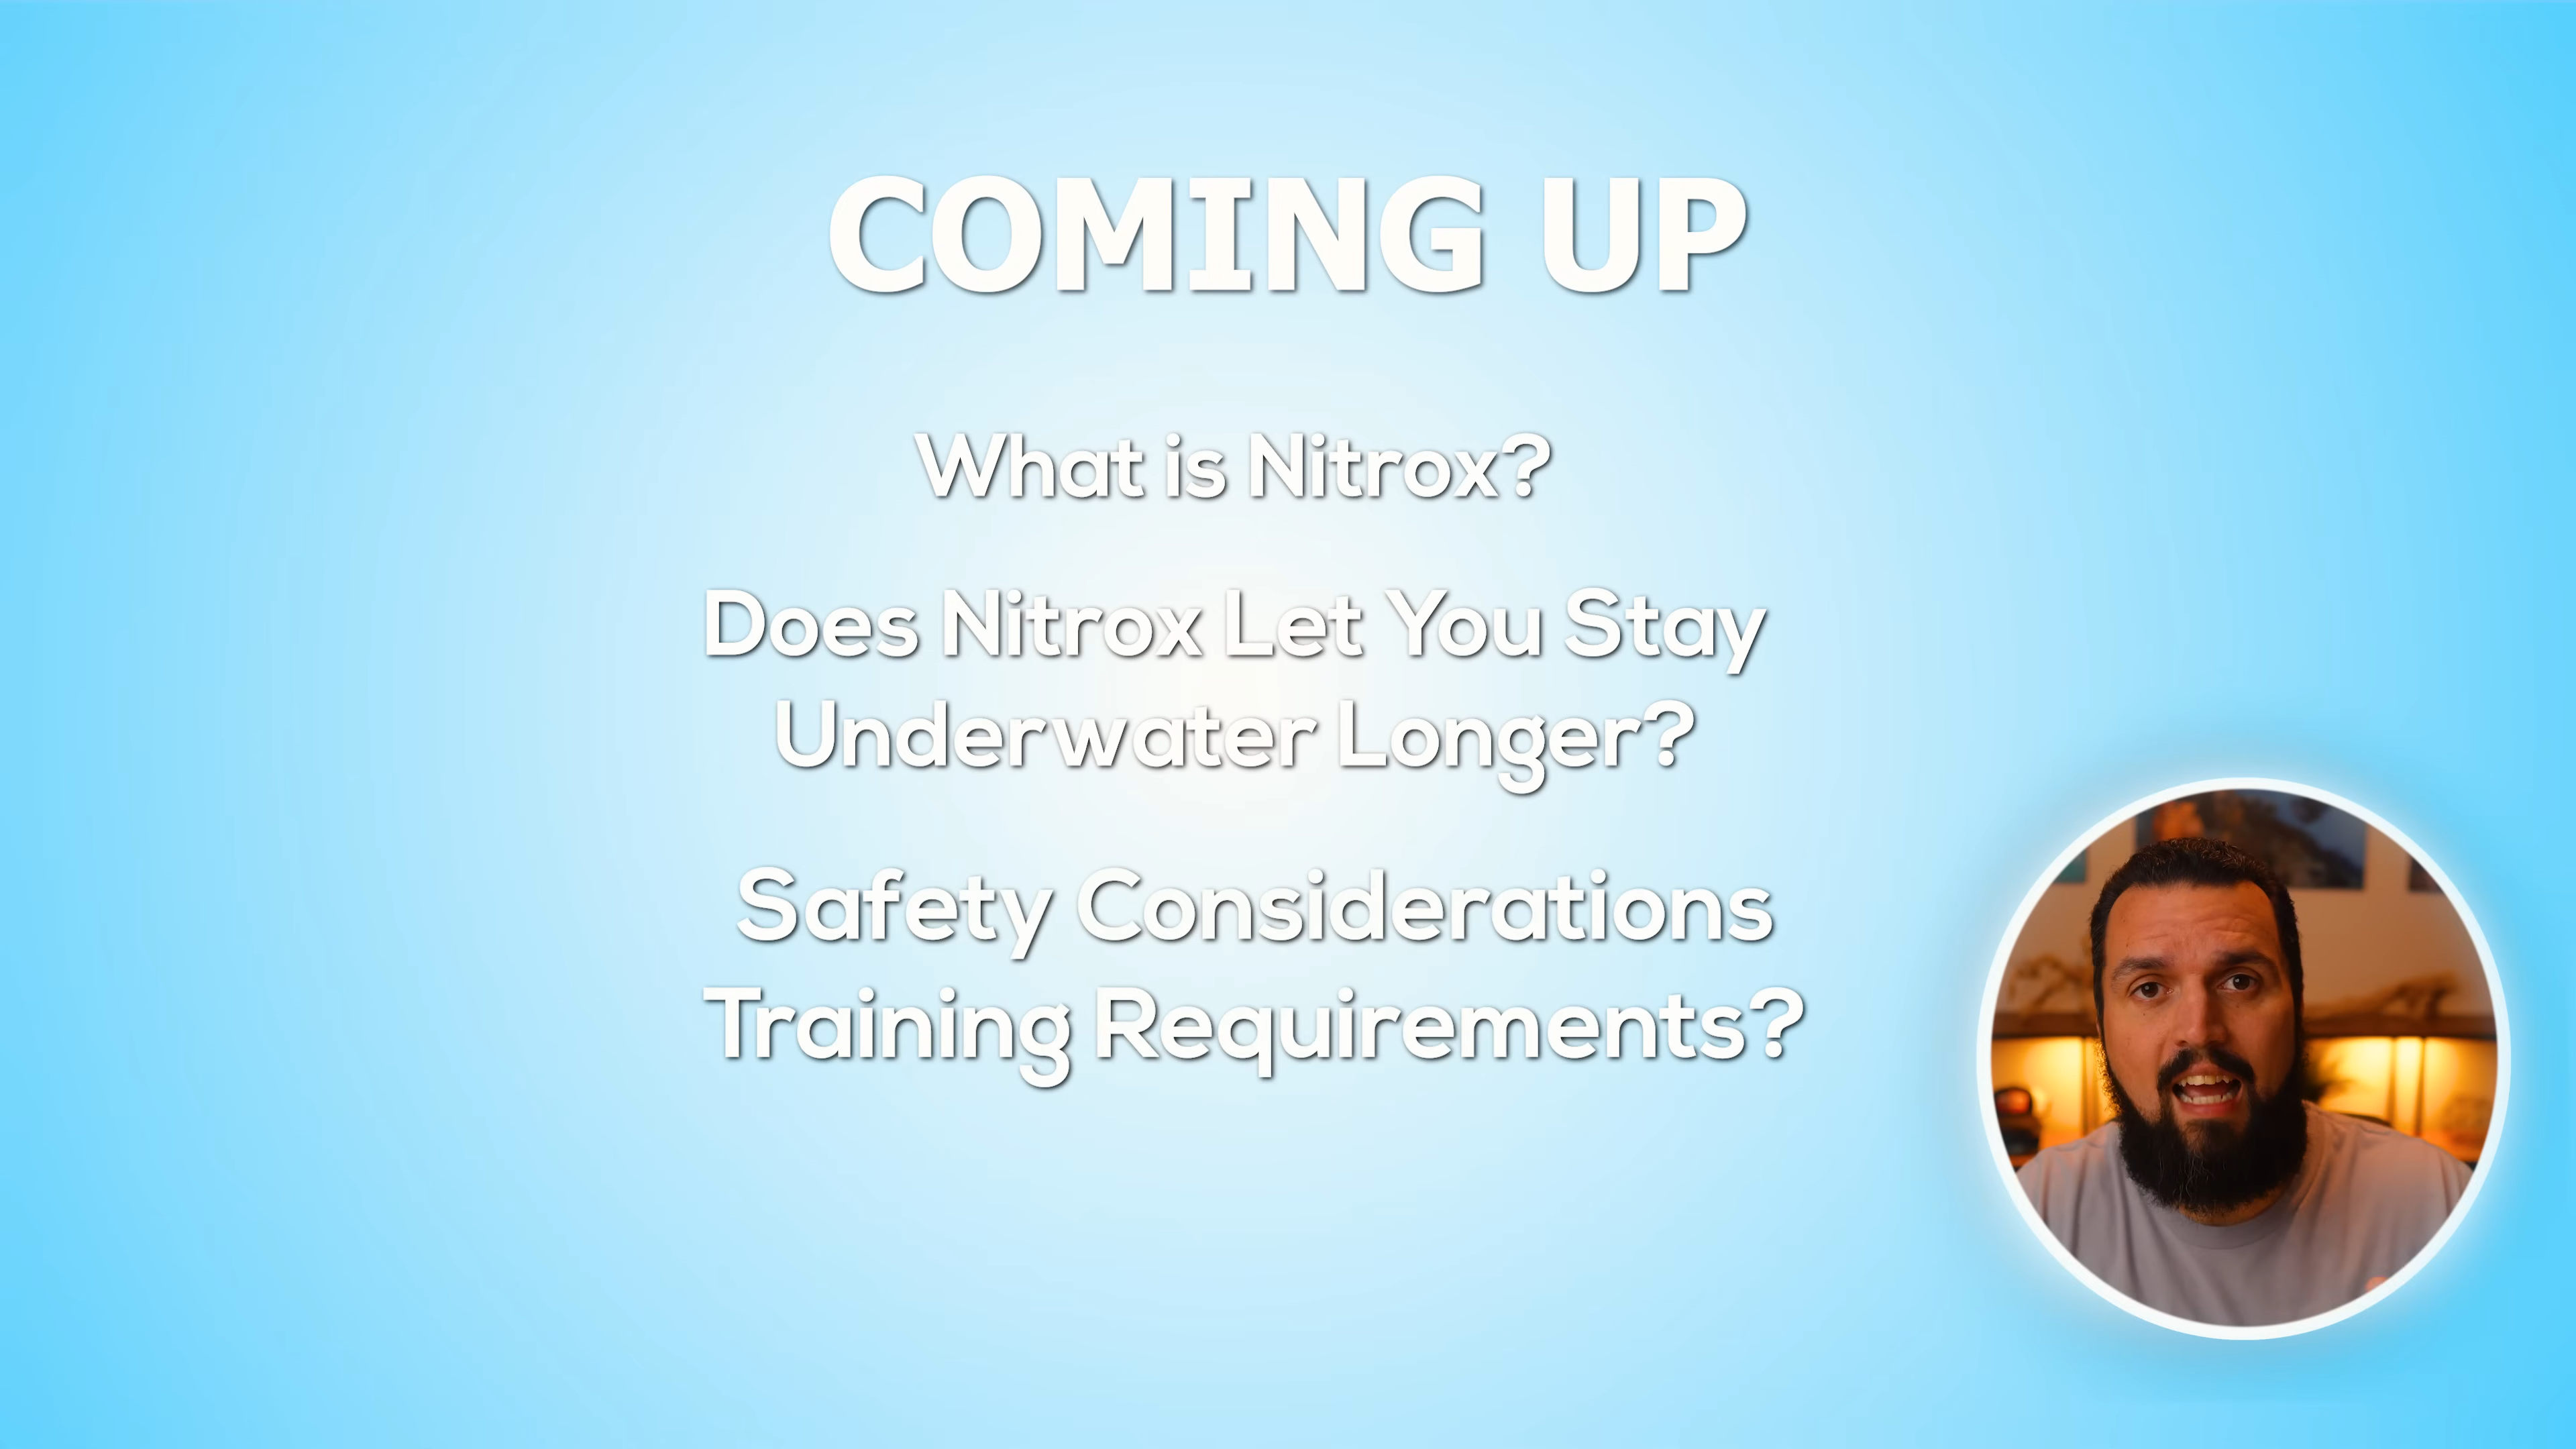 COMING UP
What is Nitrox?
Does Nitrox Let You Stay
Underwater Longer?
Safety Considerations
Training Requirements?